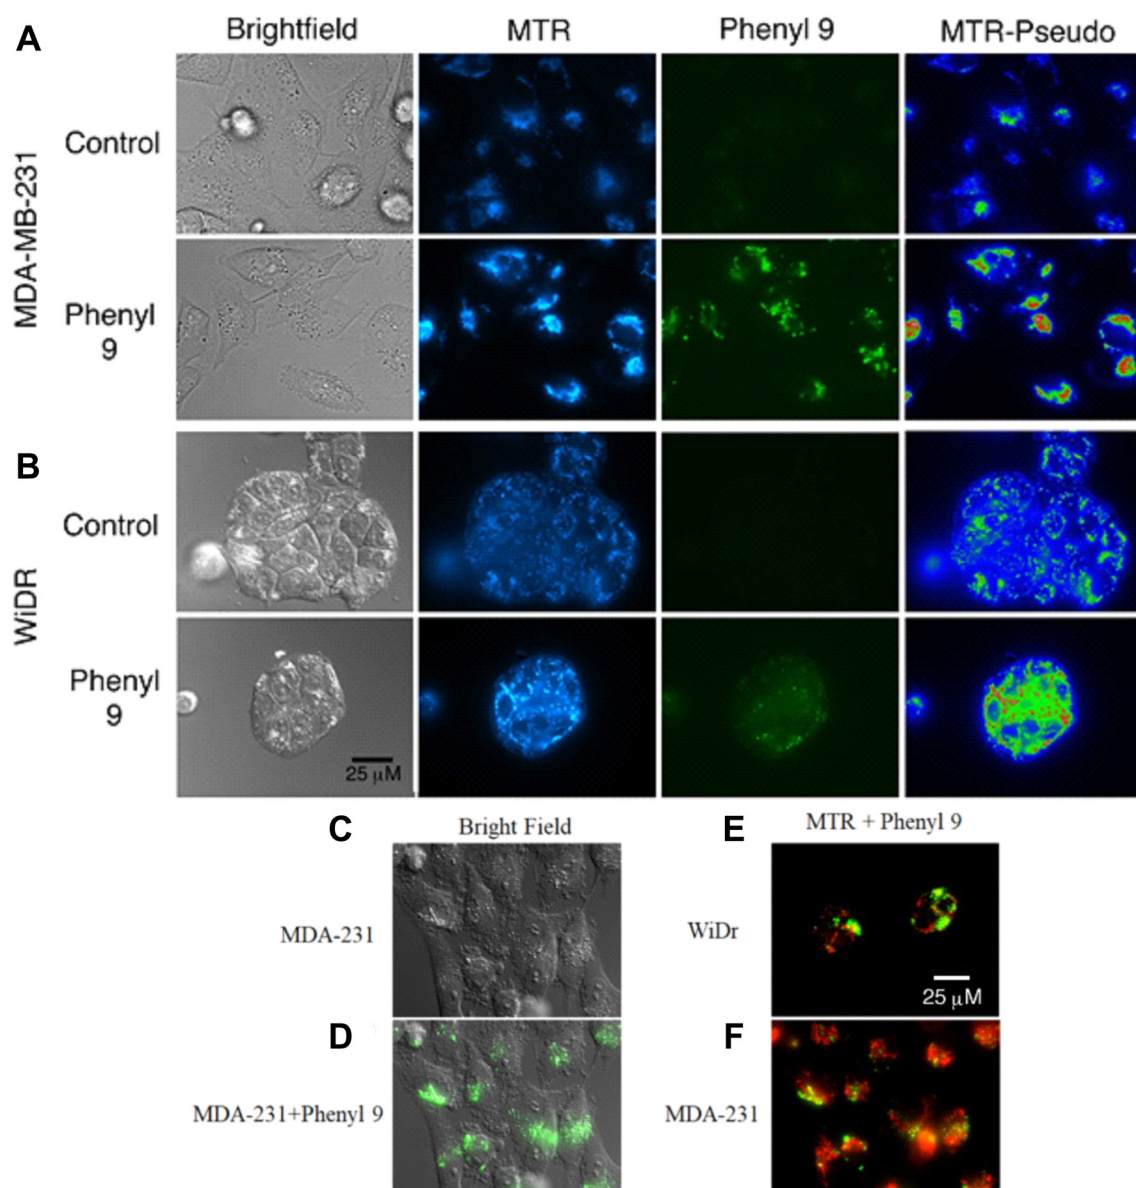 A
Brightfield
MTR
Phenyl 9
MTR-Pseudo
MDA-MB-231
Control
Phenyl
9
B
WiDR
Control
Phenyl
9
25 μM
C
Bright Field
E
MTR + Phenyl 9
MDA-231
WiDr
25 μM
D
F
MDA-231+Phenyl 9
MDA-231